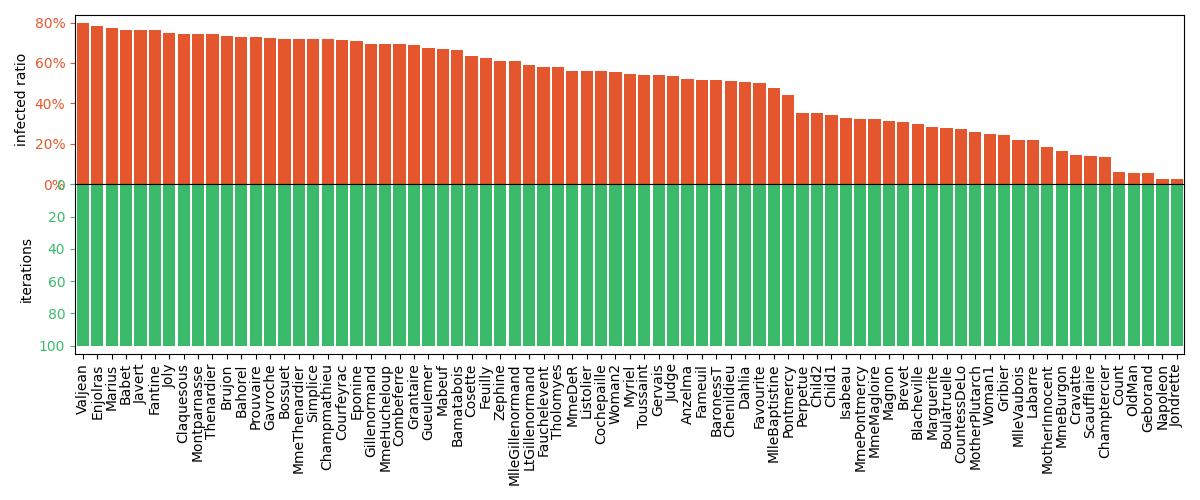 infected ratio
80%
60%
40%
20%
0%
0
20
40
60
80
100
iterations
Valjean
Enjolras
Marius
Babet
Javert
Fantine
Joly
Claquesous
Montparnasse
Thenardier
Brujon
Bahorel
Prouvaire
Gavroche
Bossuet
MmeThenardier
Simplice
Champmathieu
Courfeyrac
Eponine
Gillenormand
MmeHucheloup
Combeferre
Grantaire
Gueulemer
Mabeuf
Bamatabois
Cosette
Feuilly
Zephine
MlleGillenormand
LtGillenormand
Fauchelevent
Tholomyes
MmeDeR
Listolier
Cochepaille
Woman2
Myriel
Toussaint
Gervais
Judge
Anzelma
Fameuil
BaronessT
Chenildieu
Dahlia
Favourite
MlleBaptistine
Pontmercy
Perpetue
Child2
Child1
Isabeau
MmePontmercy
MmeMagloire
Magnon
Brevet
Blacheville
Marguerite
Boulatruelle
CountessDeLo
MotherPlutarch
Woman1
Gribier
MlleVaubois
Labarre
MotherInnocent
MmeBurgon
Cravatte
Scaufflaire
Champtercier
Count
OldMan
Geborand
Napoleon
Jondrette